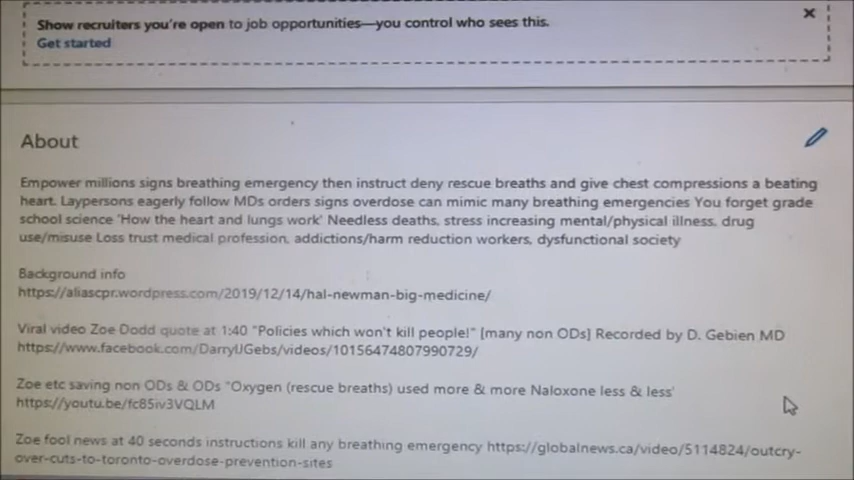 Show recruiters you're open to job opportunities—you control who sees this.
Get started
About
Empower millions signs breathing emergency then instruct deny rescue breaths and give chest compressions a beating
heart. Laypersons eagerly follow MDs orders signs overdose can mimic many breathing emergencies You forget grade
school science 'How the heart and lungs work' Needless deaths, stress increasing mental/physical illness, drug
use/misuse Loss trust medical profession, addictions/harm reduction workers, dysfunctional society
Background info
https://aliascpr.wordpress.com/2019/12/14/hal-newman-big-medicine/
Viral video Zoe Dodd quote at 1:40 "Policies which won't kill people!" [many non ODs] Recorded by D. Gebien MD
https://www.facebook.com/DarrylJGebs/videos/10156474807990729/
Zoe etc saving non ODs & ODs "Oxygen (rescue breaths) used more & more Naloxone less & less'
https://youtu.be/fc85iv3VQLM
Zoe fool news at 40 seconds instructions kill any breathing emergency https://globalnews.ca/video/5114824/outcry-
over-cuts-to-toronto-overdose-prevention-sites